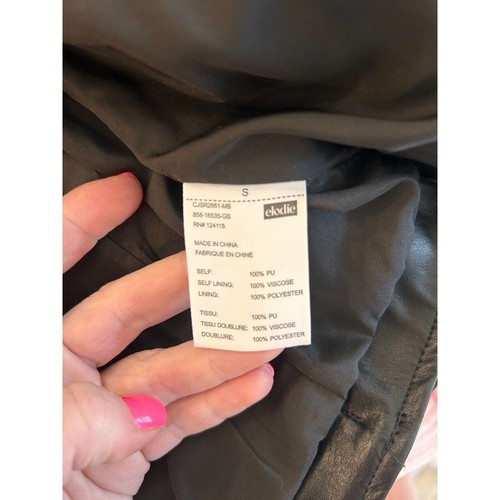 S
CJSR2861-MB
elodie
858-16535-GS
RN# 124115
MADE IN CHINA
FABRIQUE EN CHINE
SELF: 100% PU
SELF LINING: 100% VISCOSE
LINING: 100% POLYESTER
TISSU: 100% PU
TISSU DOUBLURE: 100% VISCOSE
DOUBLURE: 100% POLYESTER